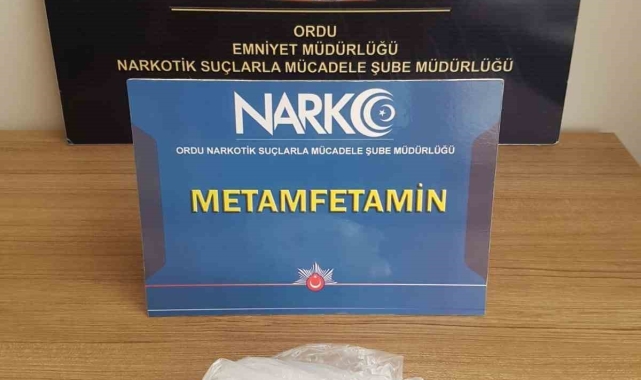 ORDU
EMNİYET MÜDÜRLÜĞÜ
NARKOTİK SUÇLARLA MÜCADELE ŞUBE MÜDÜRLÜĞÜ
NARKO
ORDU NARKOTİK SUÇLARLA MÜCADELE ŞUBE MÜDÜRLÜĞÜ
METAMFETAMİN